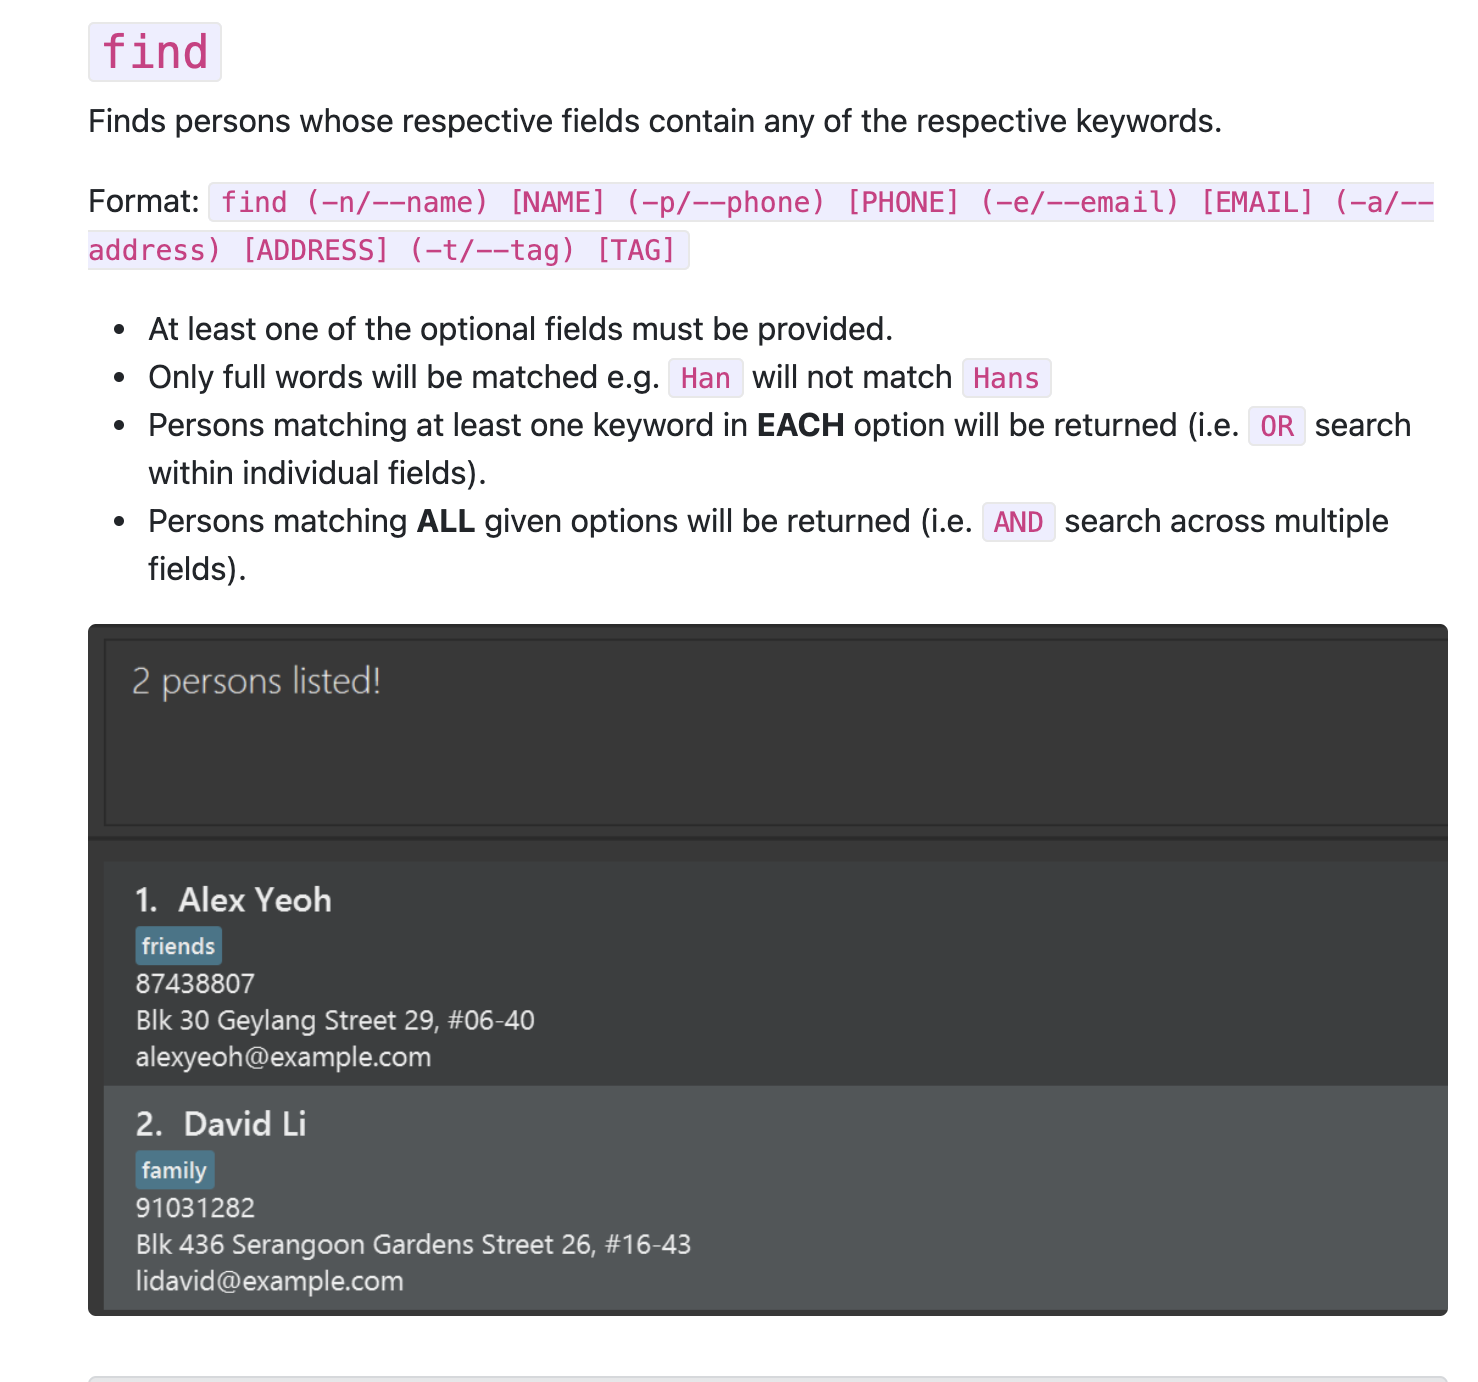 find
Finds persons whose respective fields contain any of the respective keywords.
Format: find (-n/--name) [NAME] (-p/--phone) [PHONE] (-e/--email) [EMAIL] (-a/--
address) [ADDRESS] (-t/--tag) [TAG]
• At least one of the optional fields must be provided.
• Only full words will be matched e.g. Han will not match Hans
• Persons matching at least one keyword in EACH option will be returned (i.e. OR search
within individual fields).
• Persons matching ALL given options will be returned (i.e. AND search across multiple
fields).
2 persons listed!
1. Alex Yeoh
friends
87438807
Blk 30 Geylang Street 29, #06-40
alexyeoh@example.com
2. David Li
family
91031282
Blk 436 Serangoon Gardens Street 26, #16-43
lidavid@example.com